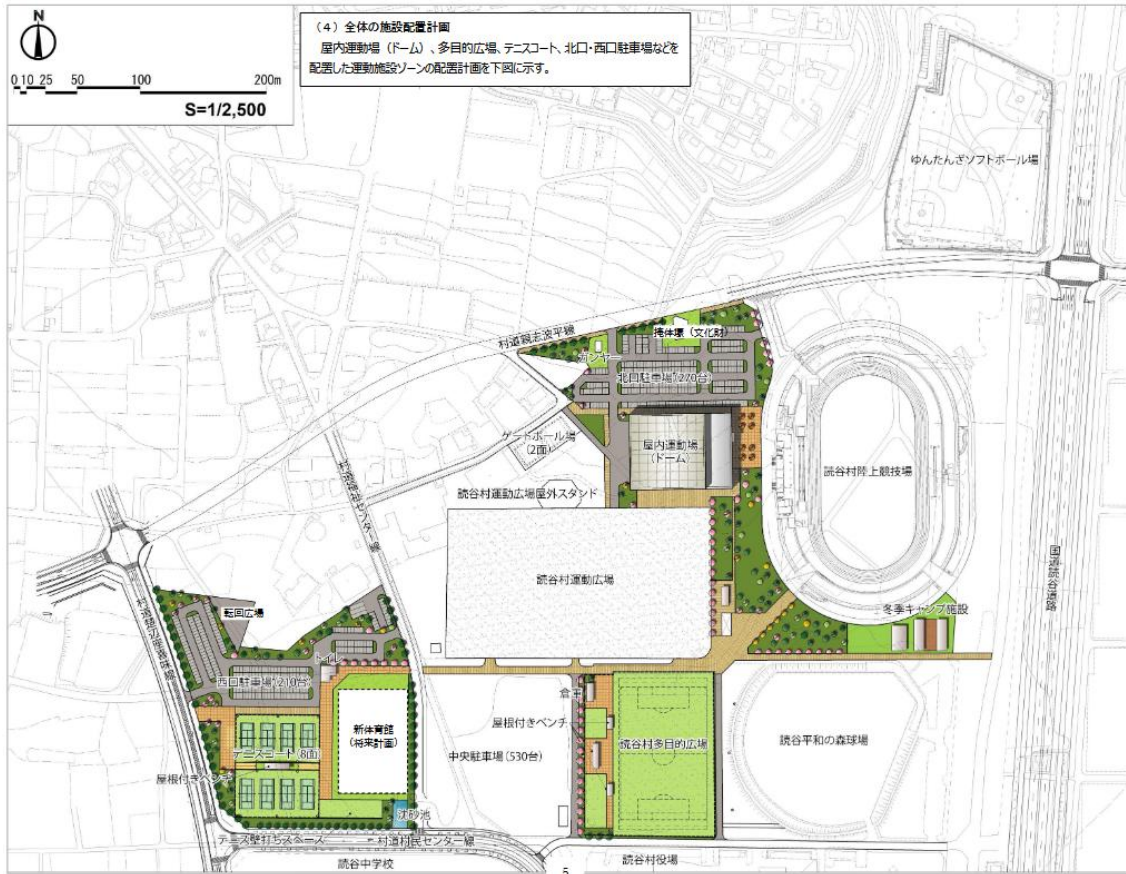 N
0 10 25 50 100 200m
S=1/2,500
（4）全体の施設配置計画
屋内運動場（ドーム）、多目的広場、テニスコート、北口・西口駐車場などを
配置した運動施設ゾーンの配置計画を下図に示す。
ゆんたんざソフトボール場
村道親志波平線
掩体壕（文化財）
ガンヤー
北口駐車場(270台)
ゲートボール場
(2面)
屋内運動場
(ドーム)
読谷村陸上競技場
読谷村運動広場屋外スタンド
読谷村運動広場
国道読谷道路
冬季キャンプ施設
転回広場
トイレ
西口駐車場(210台)
新体育館
（将来計画）
テニスコート(8面)
屋根付きベンチ
倉庫
屋根付きベンチ
中央駐車場(530台)
読谷村多目的広場
読谷平和の森球場
沈砂池
テニス壁打ちスペース
村道村民センター線
読谷中学校
読谷村役場
5